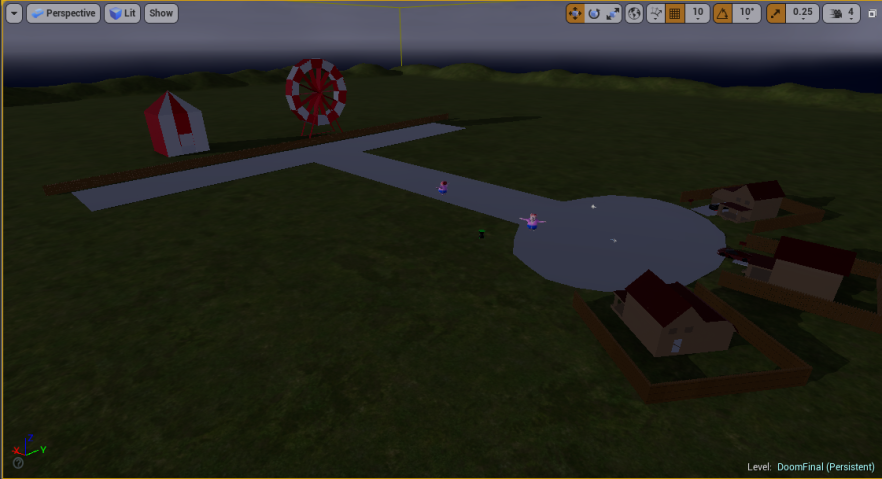 Perspective Lit Show 10 10° 0.25 4
Z
X Y
Level: DoomFinal (Persistent)